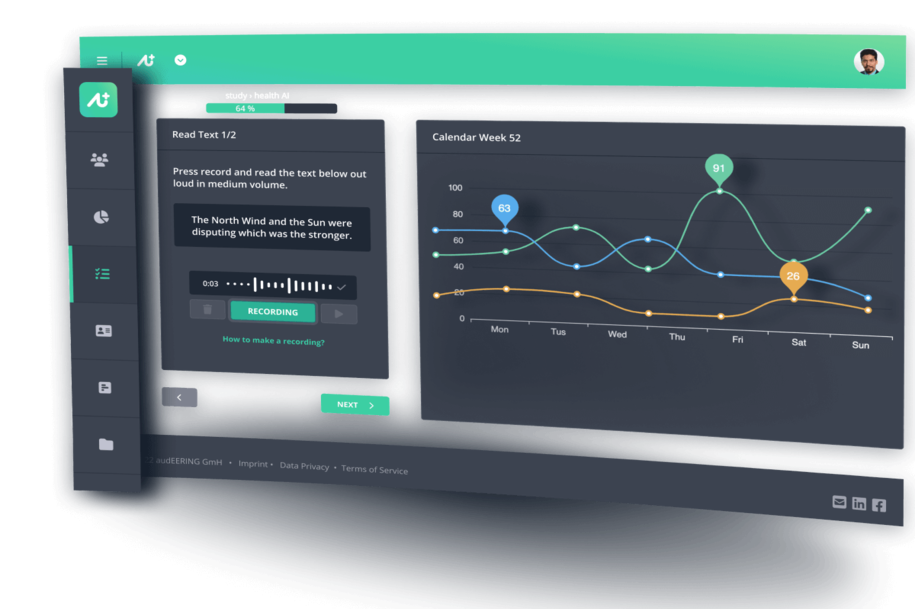 study › health AI
64 %
Read Text 1/2
Press record and read the text below out
loud in medium volume.
The North Wind and the Sun were
disputing which was the stronger.
0:03
RECORDING
How to make a recording?
NEXT
Calendar Week 52
100
80
60
40
20
0
63
91
26
Mon Tue Wed Thu Fri Sat Sun
audEERING GmbH • Imprint • Data Privacy • Terms of Service